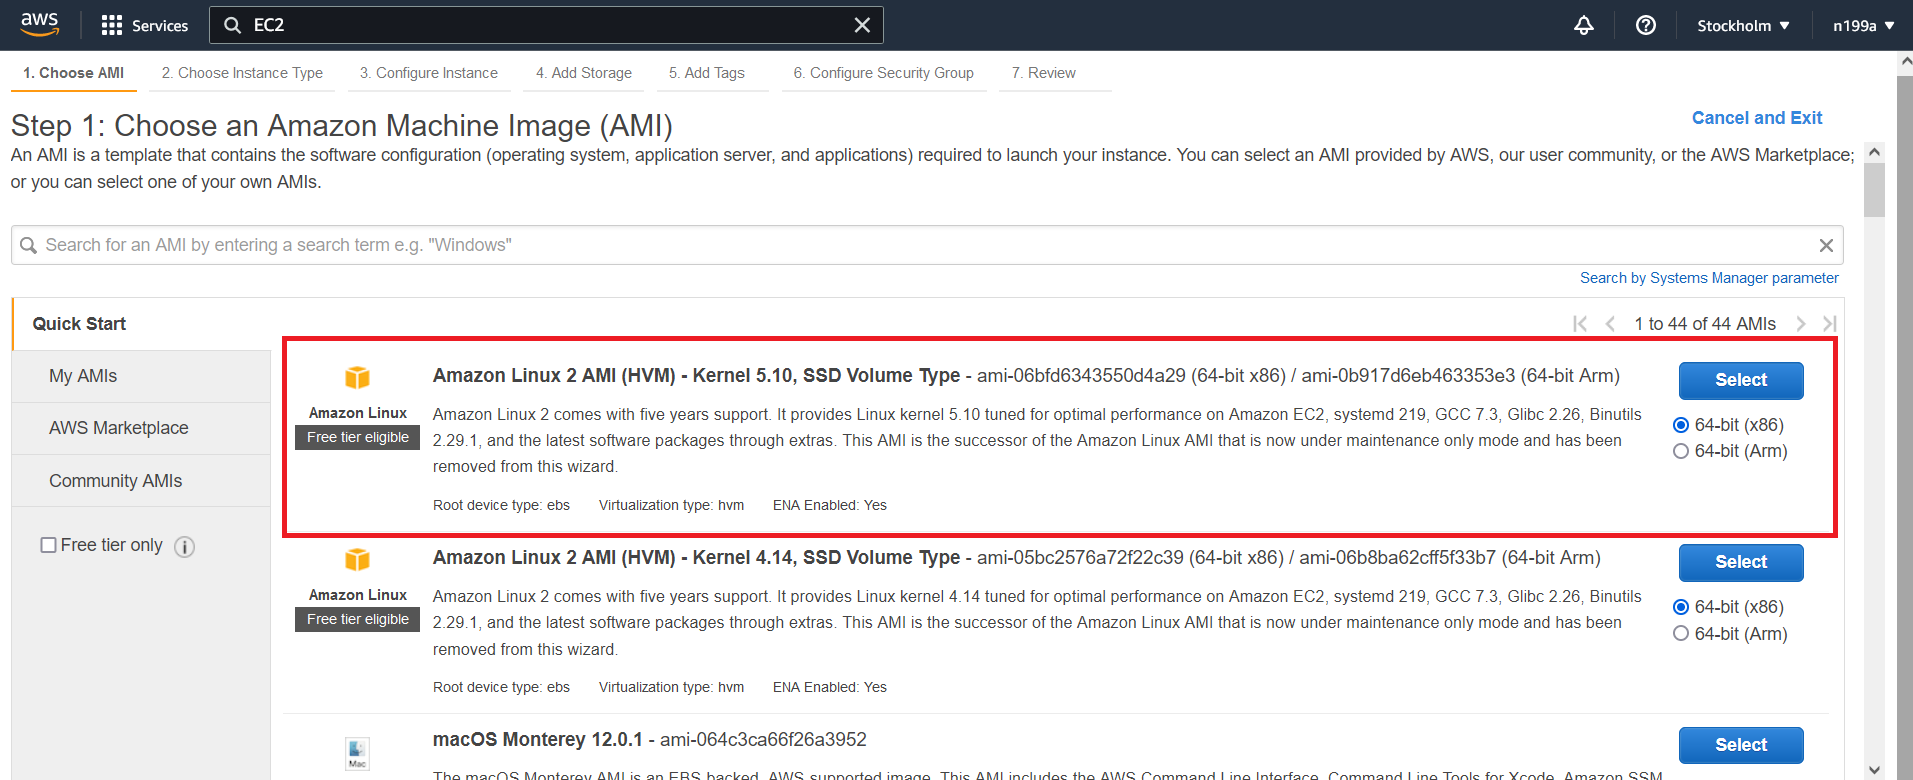 aws Services EC2 Stockholm n199a
1. Choose AMI 2. Choose Instance Type 3. Configure Instance 4. Add Storage 5. Add Tags 6. Configure Security Group 7. Review
Step 1: Choose an Amazon Machine Image (AMI)
Cancel and Exit
An AMI is a template that contains the software configuration (operating system, application server, and applications) required to launch your instance. You can select an AMI provided by AWS, our user community, or the AWS Marketplace;
or you can select one of your own AMIs.
Search for an AMI by entering a search term e.g. "Windows"
Search by Systems Manager parameter
Quick Start
My AMIs
AWS Marketplace
Community AMIs
Free tier only
1 to 44 of 44 AMIs
Amazon Linux
Free tier eligible
Amazon Linux 2 AMI (HVM) - Kernel 5.10, SSD Volume Type - ami-06bfd6343550d4a29 (64-bit x86) / ami-0b917d6eb463353e3 (64-bit Arm)
Amazon Linux 2 comes with five years support. It provides Linux kernel 5.10 tuned for optimal performance on Amazon EC2, systemd 219, GCC 7.3, Glibc 2.26, Binutils
2.29.1, and the latest software packages through extras. This AMI is the successor of the Amazon Linux AMI that is now under maintenance only mode and has been
removed from this wizard.
Root device type: ebs Virtualization type: hvm ENA Enabled: Yes
Select
64-bit (x86)
64-bit (Arm)
Amazon Linux
Free tier eligible
Amazon Linux 2 AMI (HVM) - Kernel 4.14, SSD Volume Type - ami-05bc2576a72f22c39 (64-bit x86) / ami-06b8ba62cff5f33b7 (64-bit Arm)
Amazon Linux 2 comes with five years support. It provides Linux kernel 4.14 tuned for optimal performance on Amazon EC2, systemd 219, GCC 7.3, Glibc 2.26, Binutils
2.29.1, and the latest software packages through extras. This AMI is the successor of the Amazon Linux AMI that is now under maintenance only mode and has been
removed from this wizard.
Root device type: ebs Virtualization type: hvm ENA Enabled: Yes
Select
64-bit (x86)
64-bit (Arm)
Mac
macOS Monterey 12.0.1 - ami-064c3ca66f26a3952
Select
The macOS Monterey AMI is an EBS backed, AWS supported image. This AMI includes the AWS Command Line Interface, Command Line Tools for Xcode, Amazon SSM